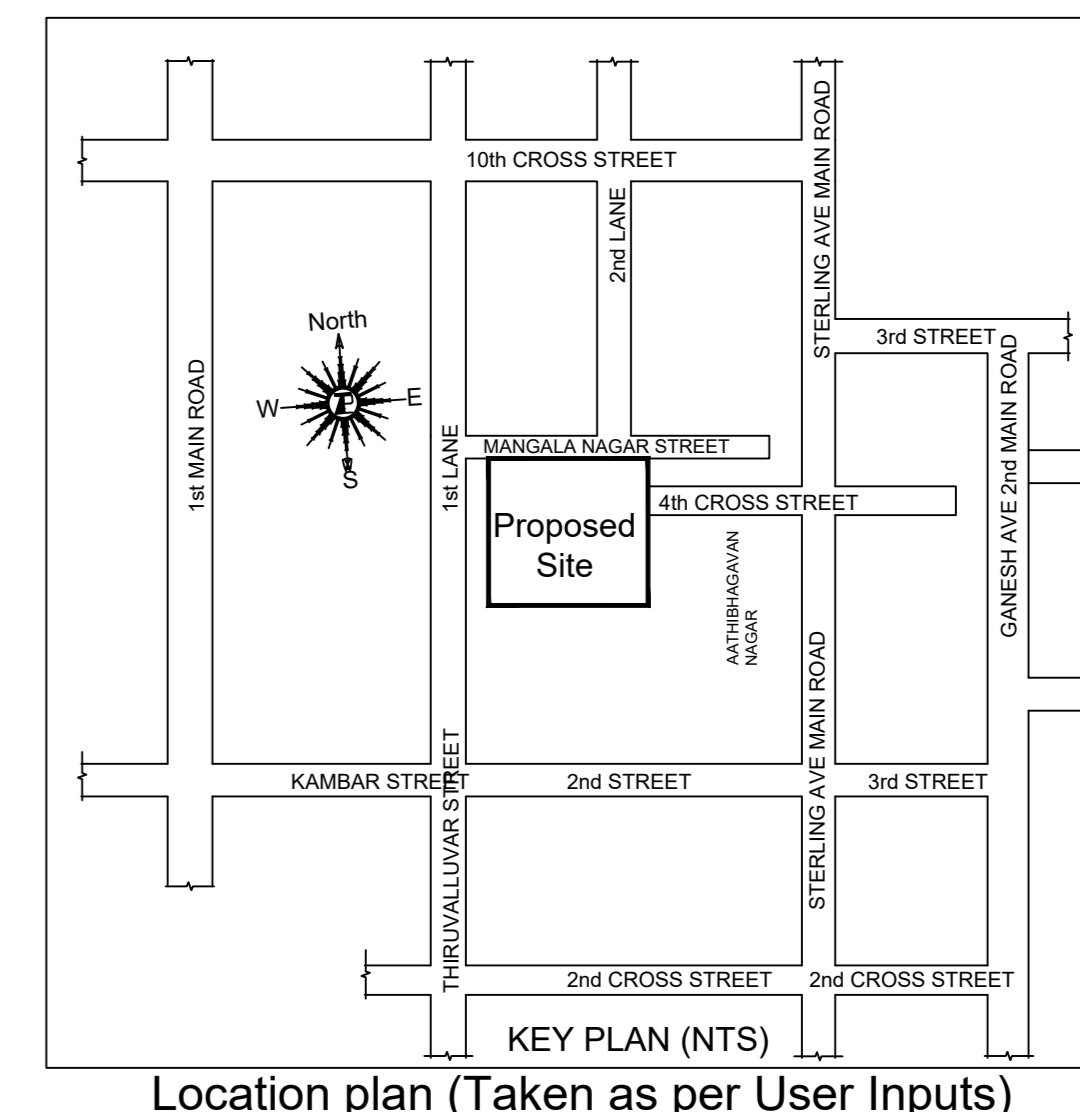 STERLING AVE MAIN ROAD
10th CROSS STREET
2nd LANE
North
W
E
S
3rd STREET
1st MAIN ROAD
1st LANE
MANGALA NAGAR STREET
GANESH AVE 2nd MAIN ROAD
4th CROSS STREET
Proposed
Site
AATHIBHAGAVAN
NAGAR
STERLING AVE MAIN ROAD
KAMBAR STREET
THIRUVALLUVAR STREET
2nd STREET
3rd STREET
2nd CROSS STREET
2nd CROSS STREET
KEY PLAN (NTS)
Location plan (Taken as per User Inputs)